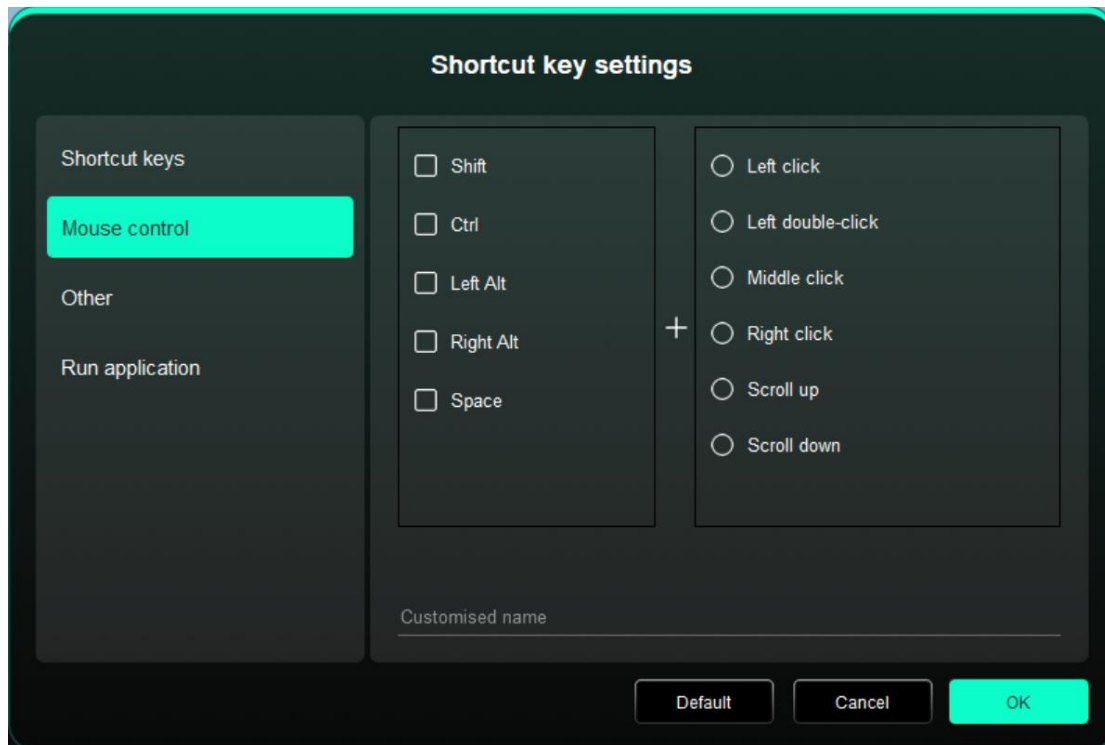 Shortcut key settings
Shortcut keys
Mouse control
Other
Run application
Shift
Ctrl
Left Alt
Right Alt
Space
+
Left click
Left double-click
Middle click
Right click
Scroll up
Scroll down
Customised name
Default
Cancel
OK